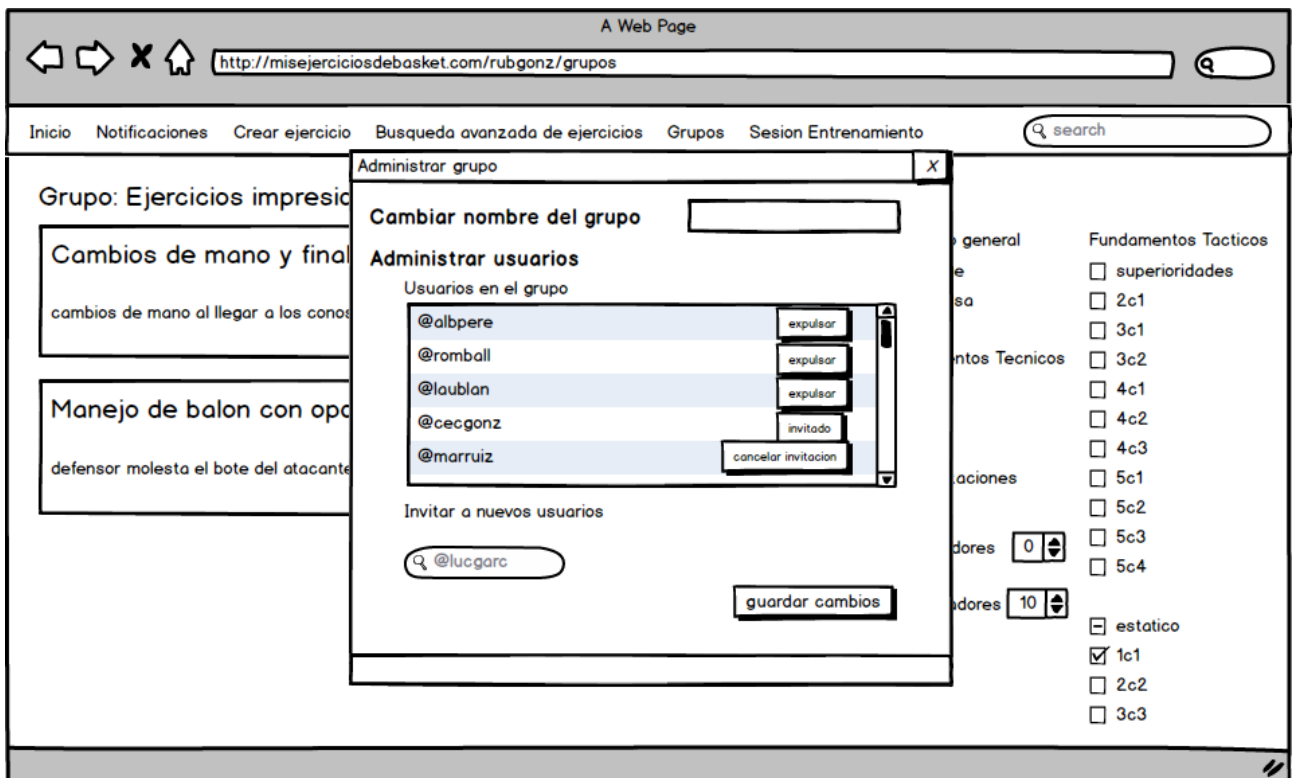 A Web Page
http://misejerciciosdebasket.com/rubgonz/grupos
Inicio Notificaciones Crear ejercicio Busqueda avanzada de ejercicios Grupos Sesion Entrenamiento search
Administrar grupo X
Grupo: Ejercicios impresic
Cambios de mano y final
cambios de mano al llegar a los conos
Manejo de balon con opo
defensor molesta el bote del atacante
Cambiar nombre del grupo
Administrar usuarios
Usuarios en el grupo
@albpere expulsar
@romball expulsar
@laublan expulsar
@cecgonz invitado
@marruiz cancelar invitacion
Invitar a nuevos usuarios
@lucgarc
guardar cambios
general
e
sa
ntos Tecnicos
aciones
dores 0
adores 10
Fundamentos Tacticos
superioridades
2c1
3c1
3c2
4c1
4c2
4c3
5c1
5c2
5c3
5c4
estatico
1c1
2c2
3c3